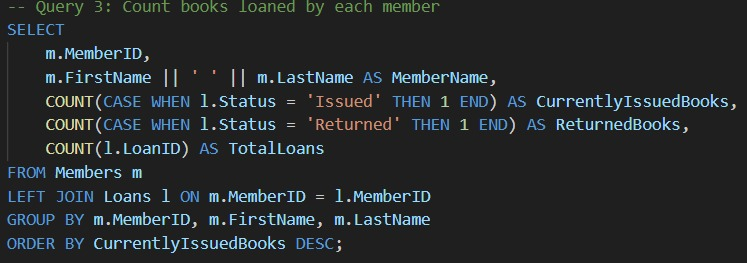 -- Query 3: Count books loaned by each member
SELECT
    m.MemberID,
    m.FirstName || ' ' || m.LastName AS MemberName,
    COUNT(CASE WHEN l.Status = 'Issued' THEN 1 END) AS CurrentlyIssuedBooks,
    COUNT(CASE WHEN l.Status = 'Returned' THEN 1 END) AS ReturnedBooks,
    COUNT(l.LoanID) AS TotalLoans
FROM Members m
LEFT JOIN Loans l ON m.MemberID = l.MemberID
GROUP BY m.MemberID, m.FirstName, m.LastName
ORDER BY CurrentlyIssuedBooks DESC;